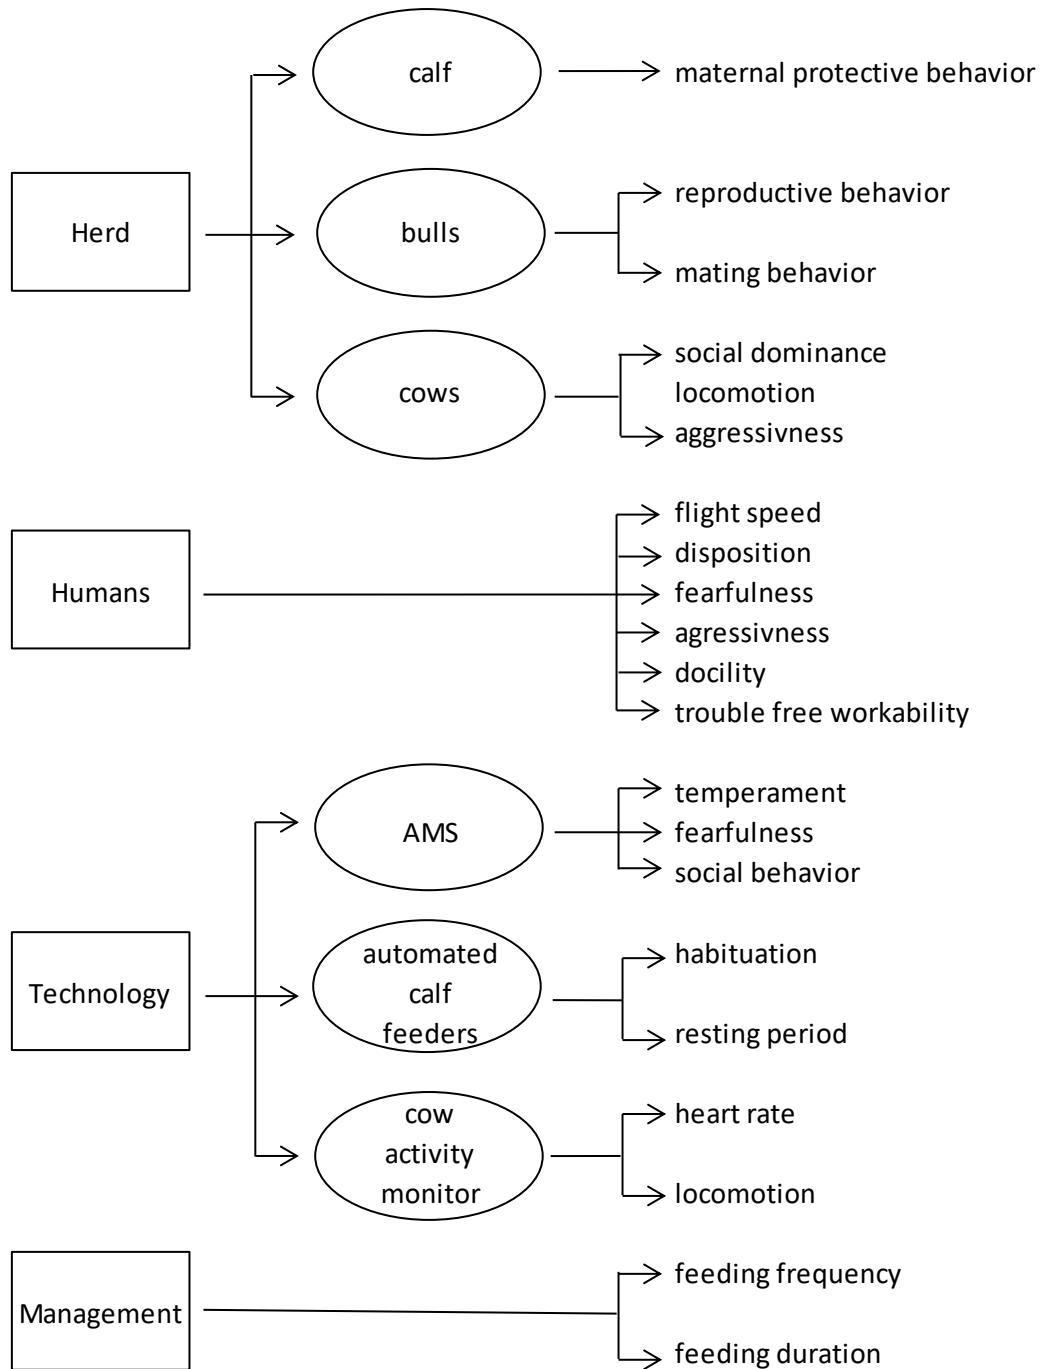 calf
maternal protective behavior
Herd
bulls
reproductive behavior
mating behavior
cows
social dominance
locomotion
aggressivness
Humans
flight speed
disposition
fearfulness
agressivness
docility
trouble free workability
Technology
AMS
temperament
fearfulness
social behavior
automated
calf
feeders
habituation
resting period
cow
activity
monitor
heart rate
locomotion
Management
feeding frequency
feeding duration